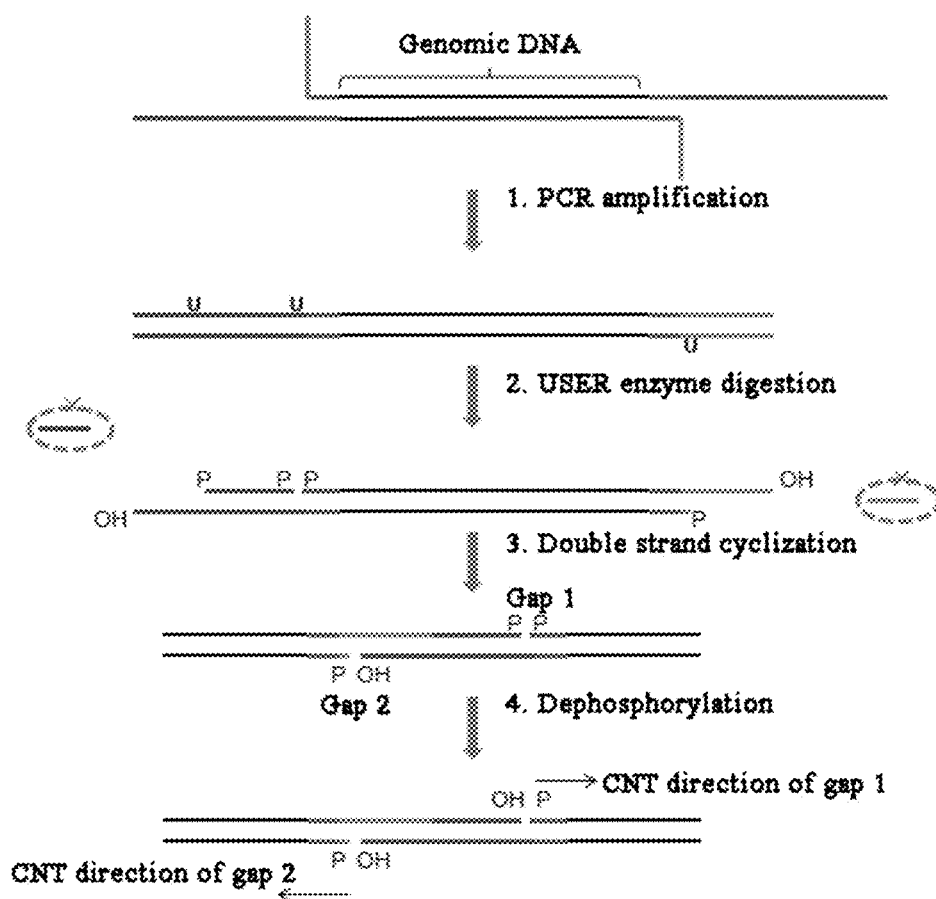 Genomic DNA
1. PCR amplification
U U
U
2. USER enzyme digestion
P P P OH
OH P
3. Double strand cyclization
Gap 1
P P
P OH
Gap 2
4. Dephosphorylation
OH P CNT direction of gap 1
P OH
CNT direction of gap 2